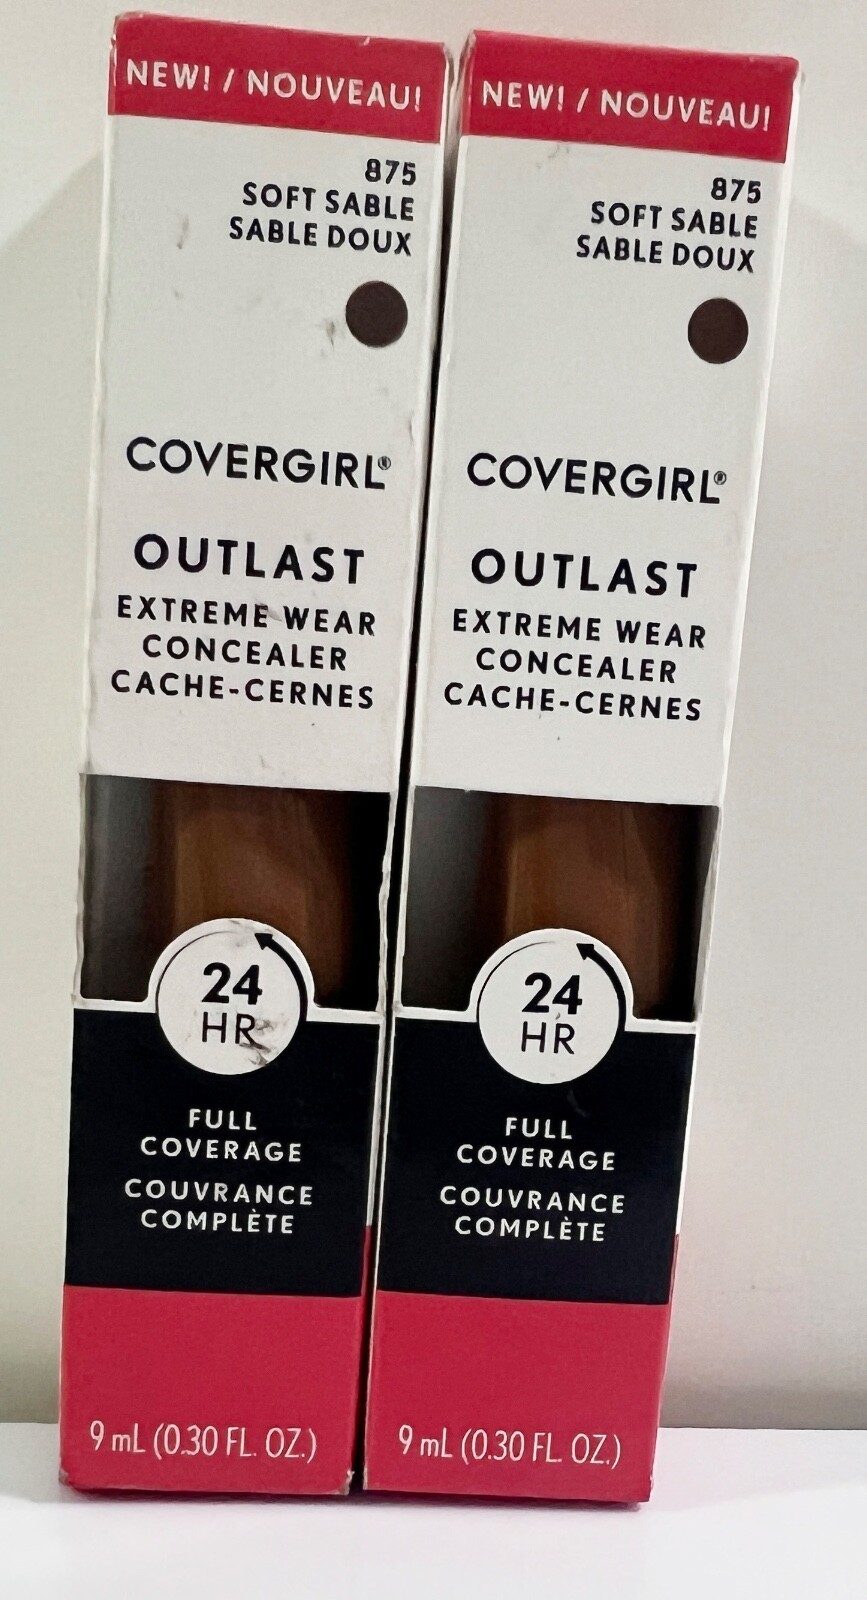 NEW! / NOUVEAU!
875
SOFT SABLE
SABLE DOUX
COVERGIRL®
OUTLAST
EXTREME WEAR
CONCEALER
CACHE-CERNES
24
HR
FULL
COVERAGE
COUVRANCE
COMPLÈTE
9 mL (0.30 FL. OZ.)
NEW! / NOUVEAU!
875
SOFT SABLE
SABLE DOUX
COVERGIRL®
OUTLAST
EXTREME WEAR
CONCEALER
CACHE-CERNES
24
HR
FULL
COVERAGE
COUVRANCE
COMPLÈTE
9 mL (0.30 FL. OZ.)